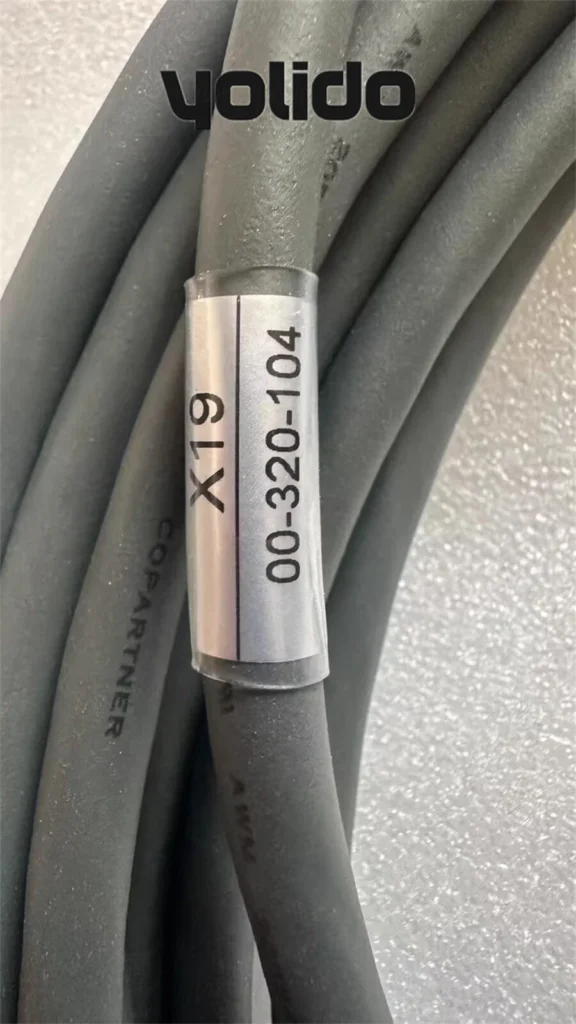 yolido
X19
00-320-104
COPARTNER
AWM